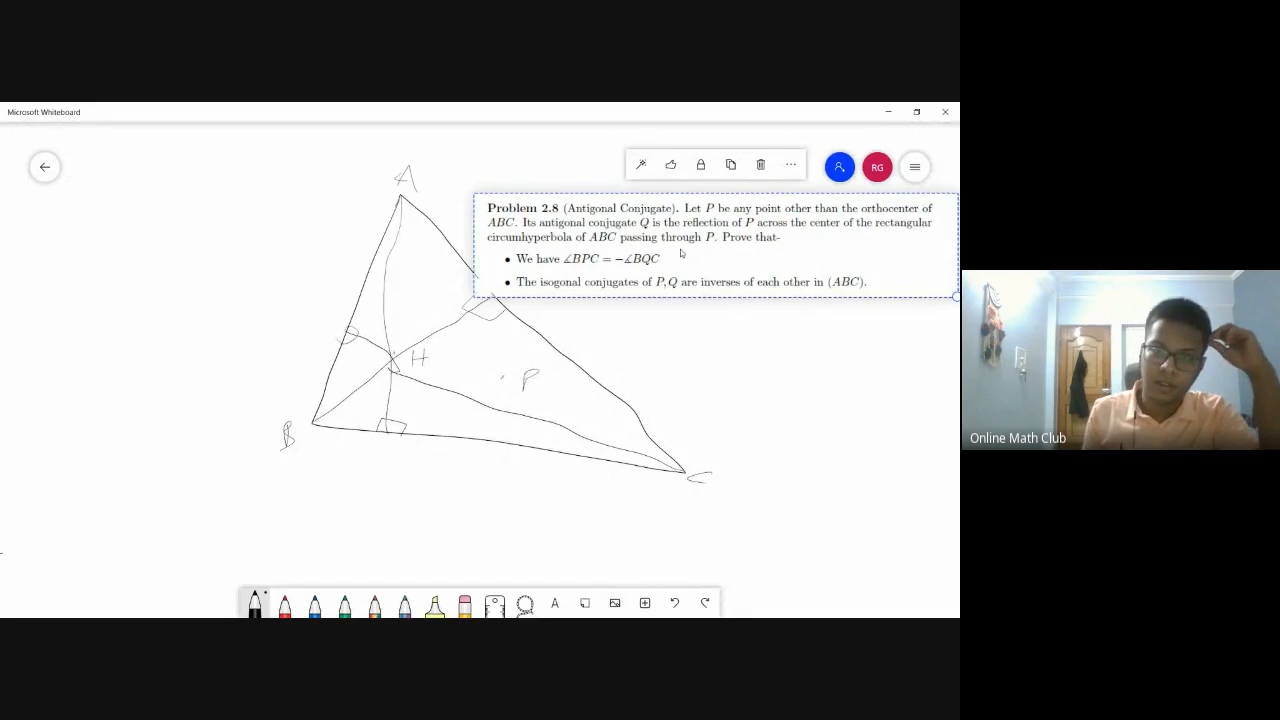 Microsoft Whiteboard
RG
A
Problem 2.8 (Antigonal Conjugate). Let P be any point other than the orthocenter of
ABC. Its antigonal conjugate Q is the reflection of P across the center of the rectangular
circumhyperbola of ABC passing through P. Prove that-
• We have ∠BPC = −∠BQC
• The isogonal conjugates of P, Q are inverses of each other in (ABC).
H
P
B
C
Online Math Club
A